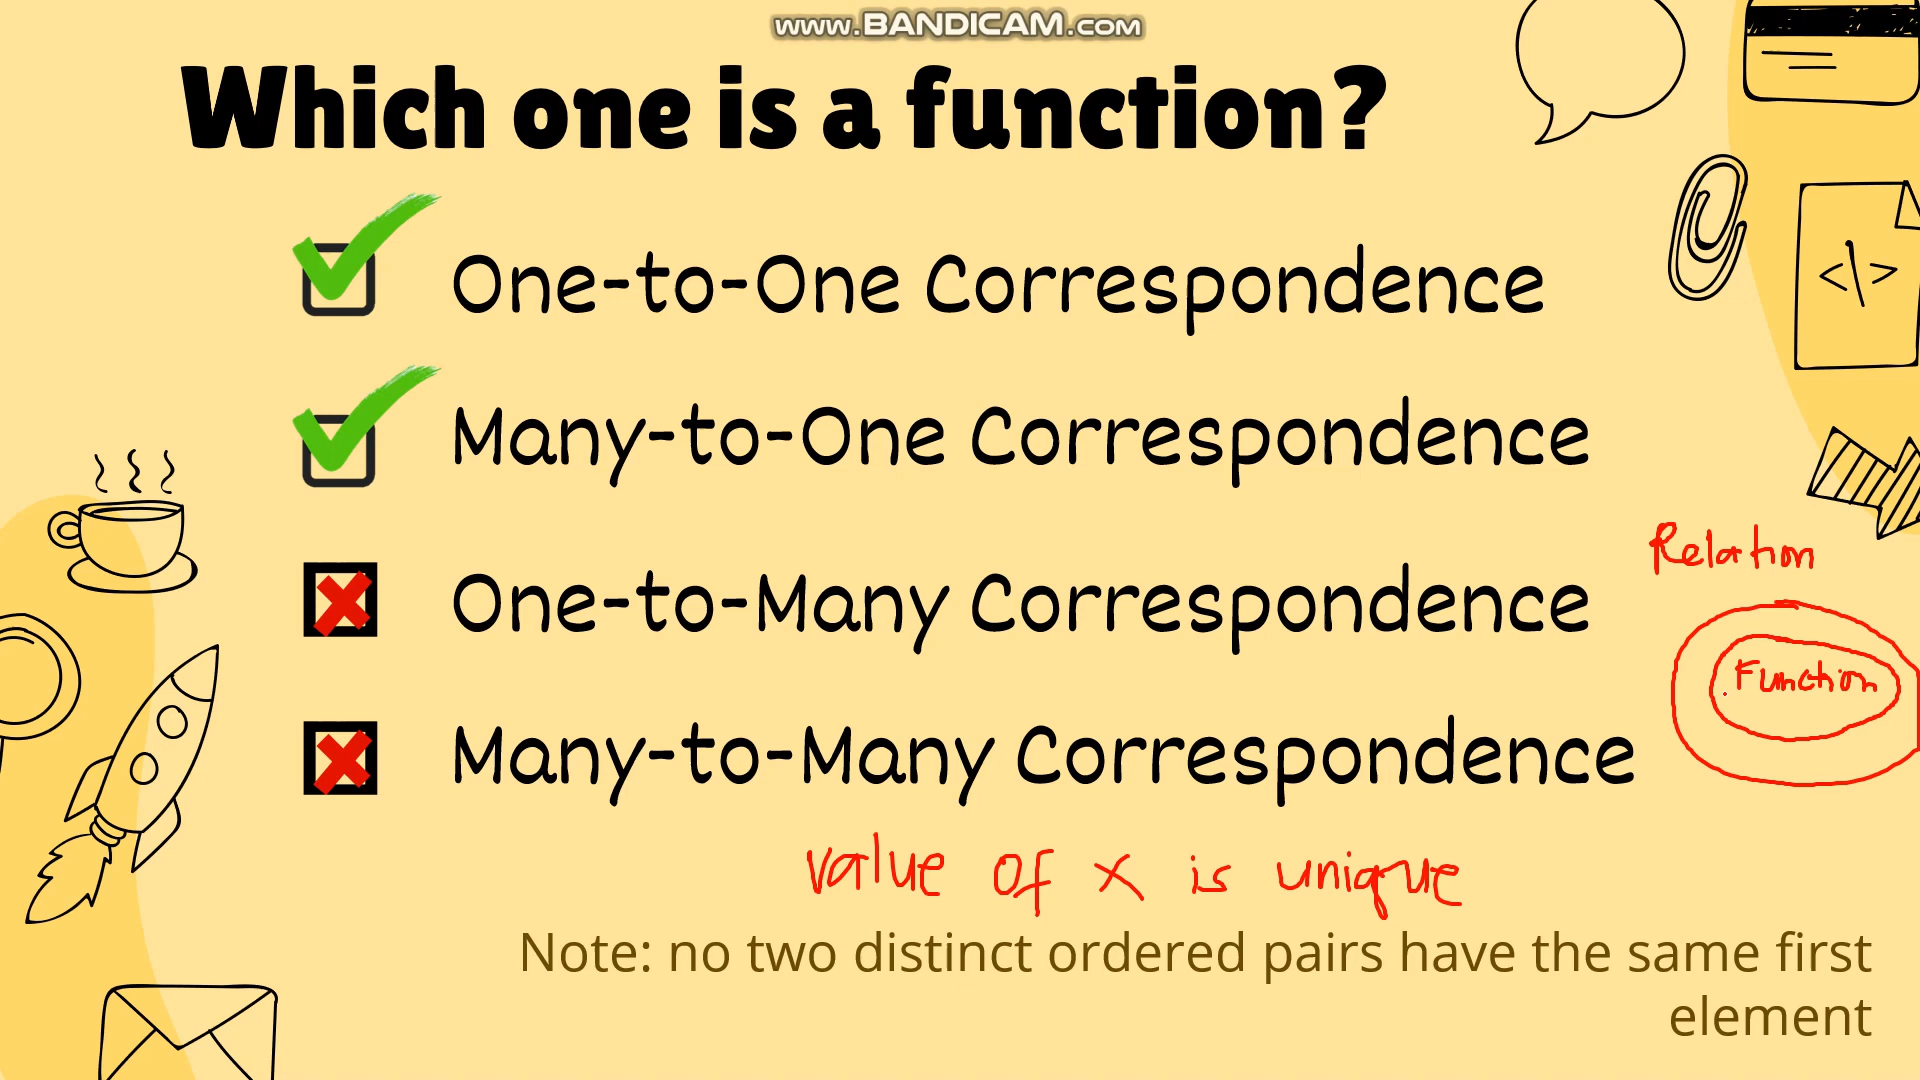 www.BANDICAM.com
Which one is a function?
One-to-One Correspondence
Many-to-One Correspondence
One-to-Many Correspondence
Many-to-Many Correspondence
Relation
Function
value of x is unique
Note: no two distinct ordered pairs have the same first
element